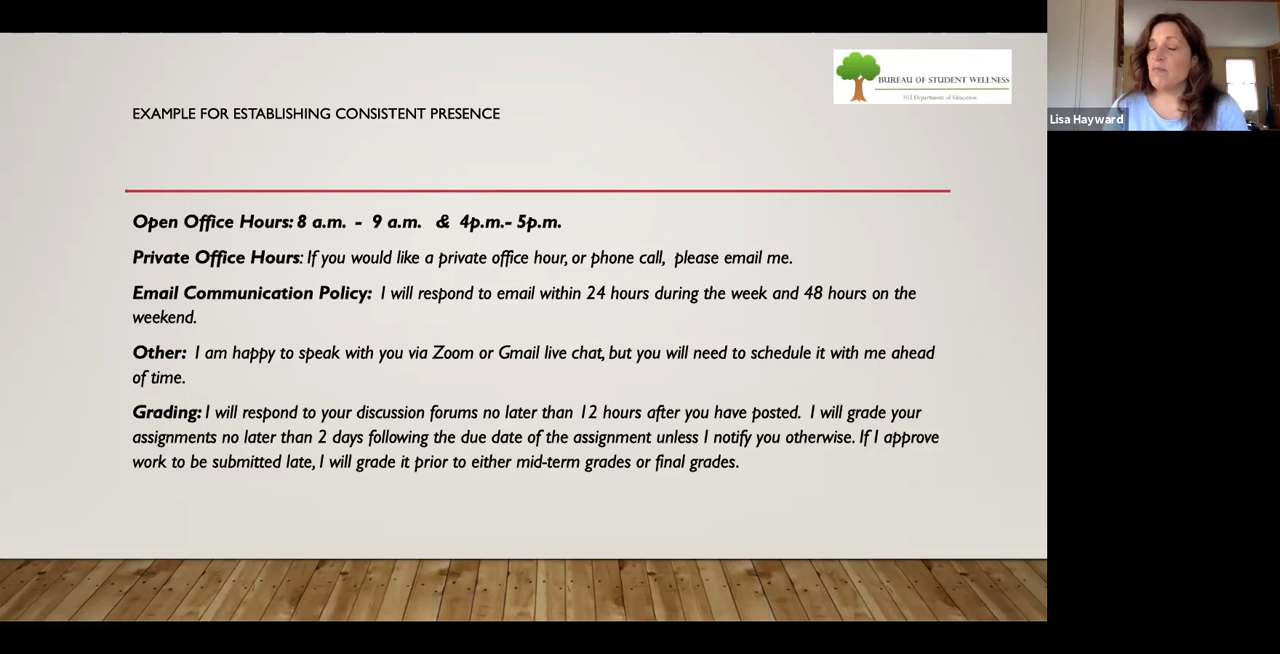 BUREAU OF STUDENT WELLNESS
NH Department of Education
Lisa Hayward
EXAMPLE FOR ESTABLISHING CONSISTENT PRESENCE
Open Office Hours: 8 a.m. - 9 a.m. & 4p.m.- 5p.m.
Private Office Hours: If you would like a private office hour, or phone call, please email me.
Email Communication Policy: I will respond to email within 24 hours during the week and 48 hours on the
weekend.
Other: I am happy to speak with you via Zoom or Gmail live chat, but you will need to schedule it with me ahead
of time.
Grading: I will respond to your discussion forums no later than 12 hours after you have posted. I will grade your
assignments no later than 2 days following the due date of the assignment unless I notify you otherwise. If I approve
work to be submitted late, I will grade it prior to either mid-term grades or final grades.